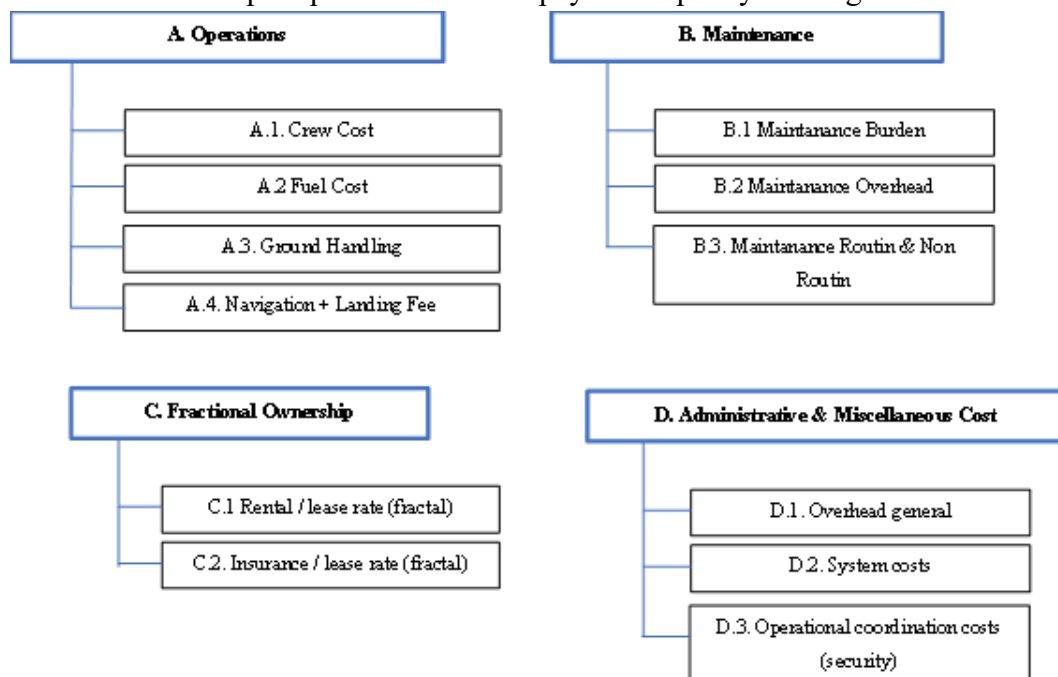 A. Operations
A.1. Crew Cost
A.2 Fuel Cost
A.3. Ground Handling
A.4. Navigation + Landing Fee
B. Maintenance
B.1 Maintanance Burden
B.2 Maintanance Overhead
B.3. Maintanance Routin & Non
Routin
C. Fractional Ownership
C.1 Rental / lease rate (fractal)
C.2. Insurance / lease rate (fractal)
D. Administrative & Miscellaneous Cost
D.1. Overhead general
D.2. System costs
D.3. Operational coordination costs
(security)